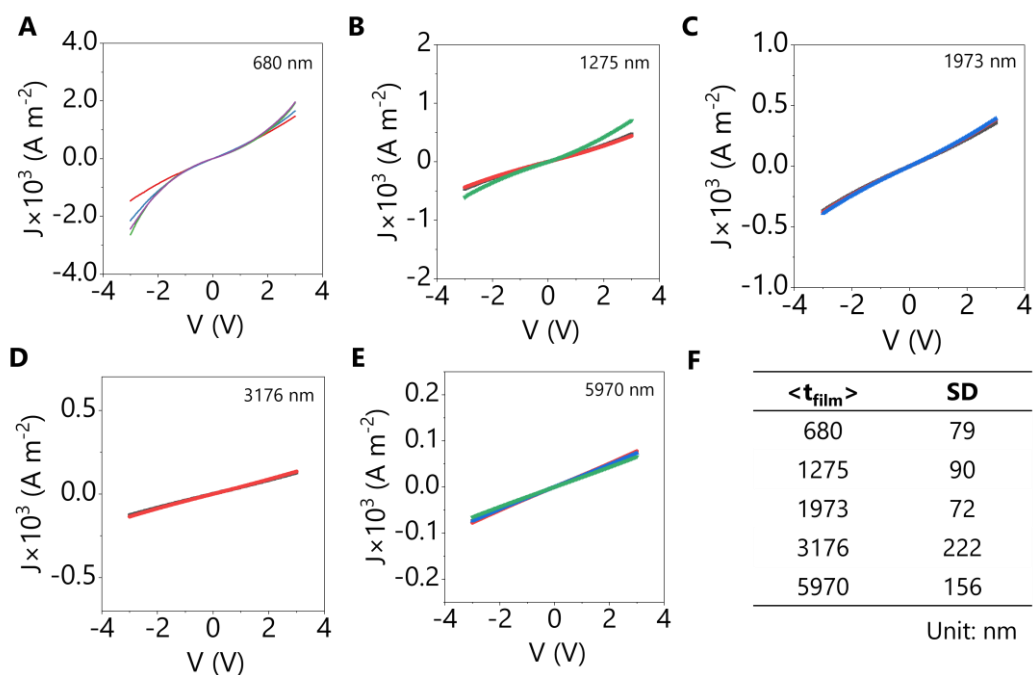 A
680 nm
4.0
2.0
0.0
-2.0
-4.0
J×10³ (A m⁻²)
-4 -2 0 2 4
V (V)
B
1275 nm
2
1
0
-1
-2
J×10³ (A m⁻²)
-4 -2 0 2 4
V (V)
C
1973 nm
1.0
0.5
0.0
-0.5
-1.0
J×10³ (A m⁻²)
-4 -2 0 2 4
V (V)
D
3176 nm
0.5
0.0
-0.5
J×10³ (A m⁻²)
-4 -2 0 2 4
V (V)
E
5970 nm
0.2
0.1
0.0
-0.1
-0.2
J×10³ (A m⁻²)
-4 -2 0 2 4
V (V)
F
<t_film> SD
680 79
1275 90
1973 72
3176 222
5970 156
Unit: nm